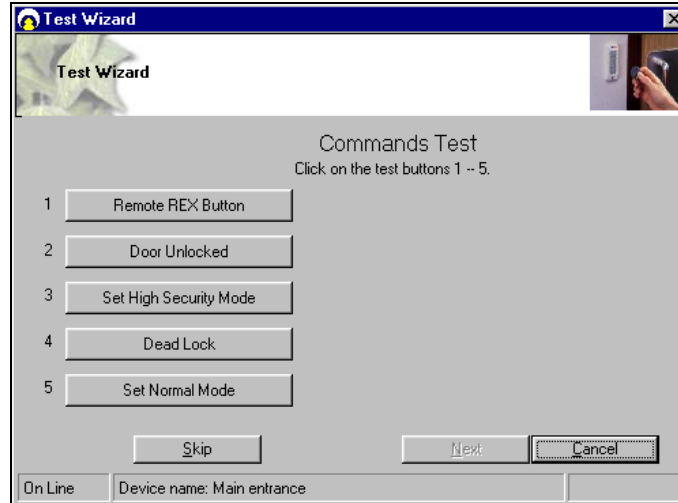 Test Wizard
Test Wizard
Commands Test
Click on the test buttons 1 -- 5.
1 Remote REX Button
2 Door Unlocked
3 Set High Security Mode
4 Dead Lock
5 Set Normal Mode
Skip Next Cancel
On Line Device name: Main entrance